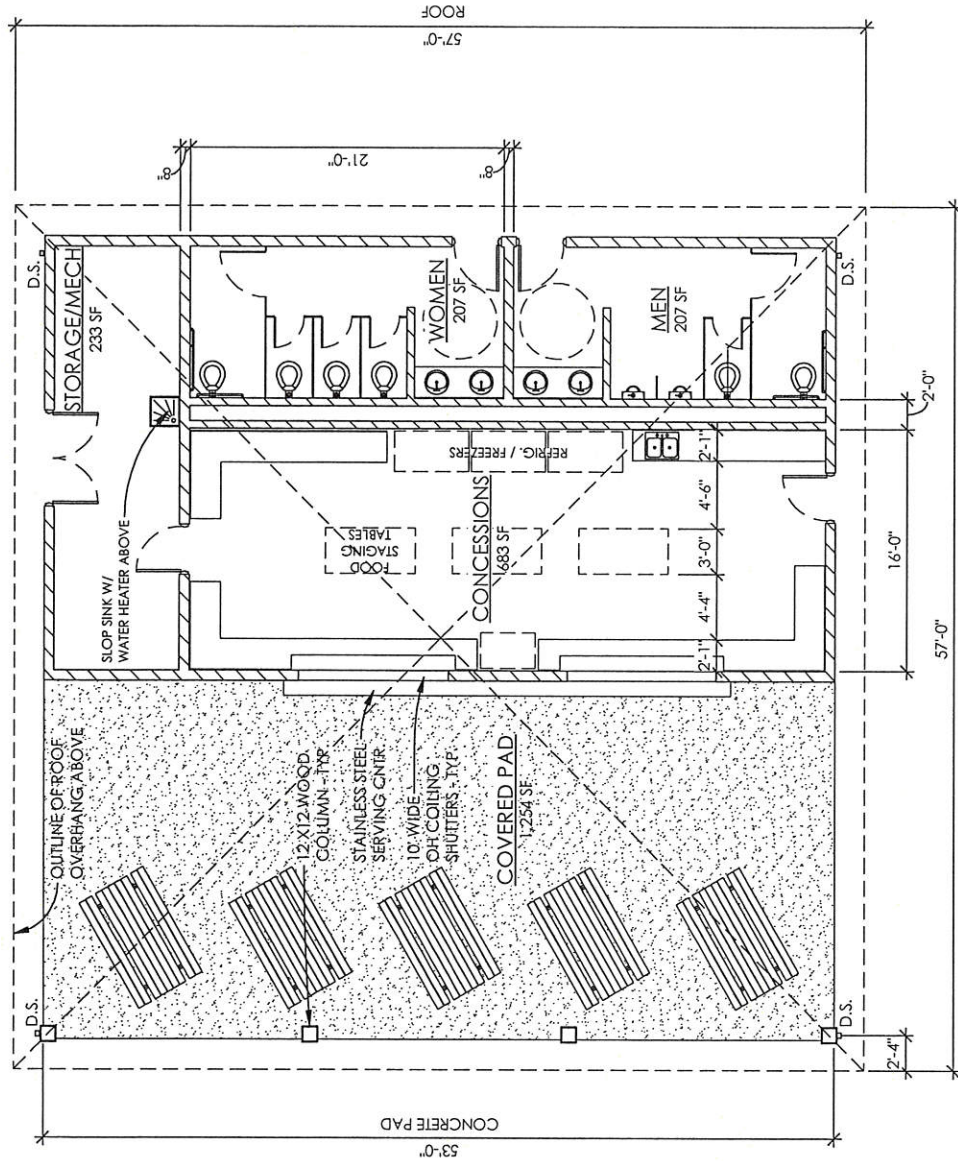 57'-0"
ROOF
8"
21'-0"
8"
D.S.
STORAGE/MECH
233 SF
WOMEN
207 SF
MEN
207 SF
D.S.
2'-0"
SLOP SINK W/
WATER HEATER ABOVE
REFRIG. / FREEZERS
CONCESSIONS
683 SF
FOOD
STAGING
TABLES
2'-1"
4'-6"
3'-0"
4'-4"
2'-1"
16'-0"
57'-0"
OUTLINE OF ROOF
OVERHANG ABOVE
12X12 WOOD
COLUMN - TYP.
STAINLESS STEEL
SERVING CNTR.
10' WIDE
OH COILING
SHUTTERS - TYP
COVERED PAD
1,254 SF
D.S.
D.S.
2'-4"
CONCRETE PAD
53'-0"